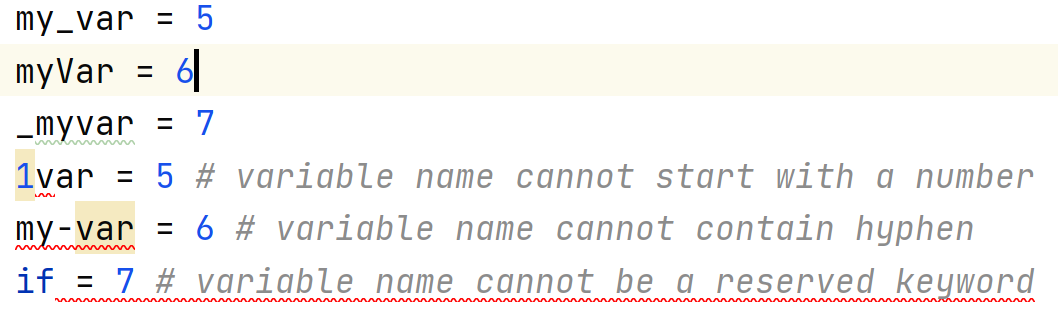 my_var = 5
myVar = 6
_myvar = 7
1var = 5 # variable name cannot start with a number
my-var = 6 # variable name cannot contain hyphen
if = 7 # variable name cannot be a reserved keyword